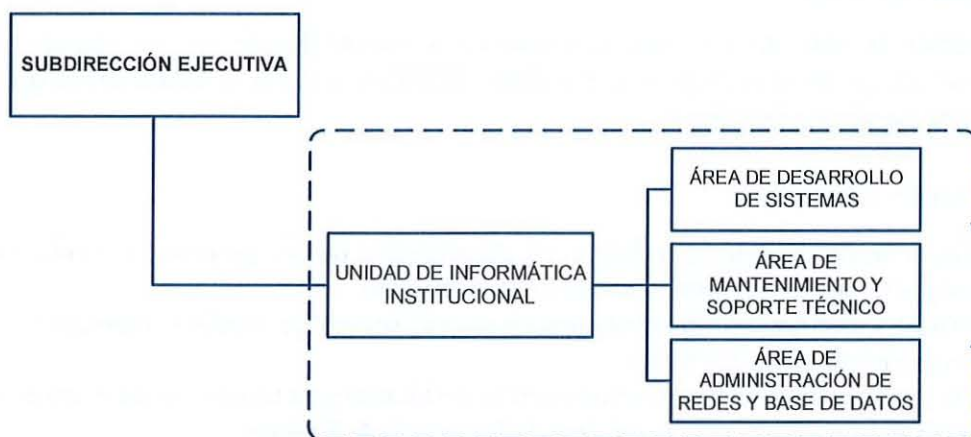 SUBDIRECCIÓN EJECUTIVA
UNIDAD DE INFORMÁTICA
INSTITUCIONAL
ÁREA DE DESARROLLO
DE SISTEMAS
ÁREA DE
MANTENIMIENTO Y
SOPORTE TÉCNICO
ÁREA DE
ADMINISTRACIÓN DE
REDES Y BASE DE DATOS